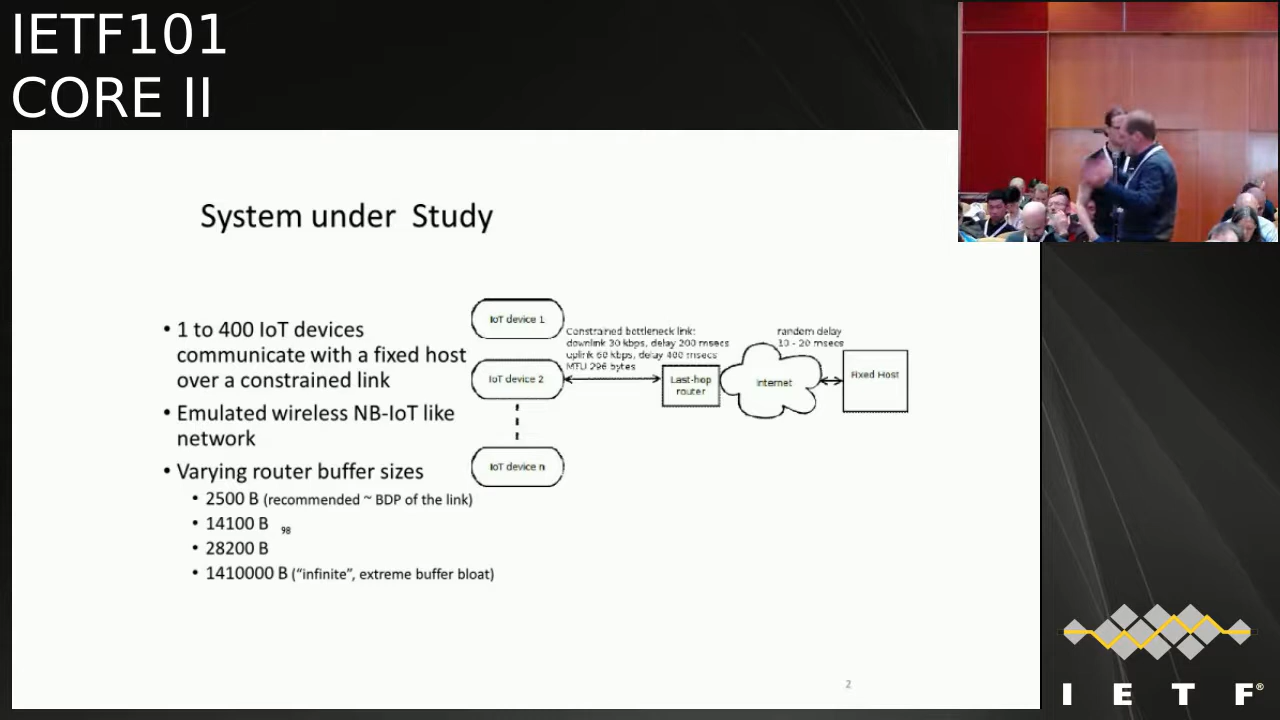 IETF101
CORE II
System under Study
• 1 to 400 IoT devices
communicate with a fixed host
over a constrained link
• Emulated wireless NB-IoT like
network
• Varying router buffer sizes
• 2500 B (recommended ~ BDP of the link)
• 14100 B
98
• 28200 B
• 1410000 B (“infinite”, extreme buffer bloat)
IoT device 1
Constrained bottleneck link:
downlink 30 kbps, delay 200 msecs
uplink 60 kbps, delay 400 msecs
MTU 296 bytes
IoT device 2
Last-hop
router
Internet
random delay
10 - 20 msecs
Fixed Host
IoT device n
2
I E T F®